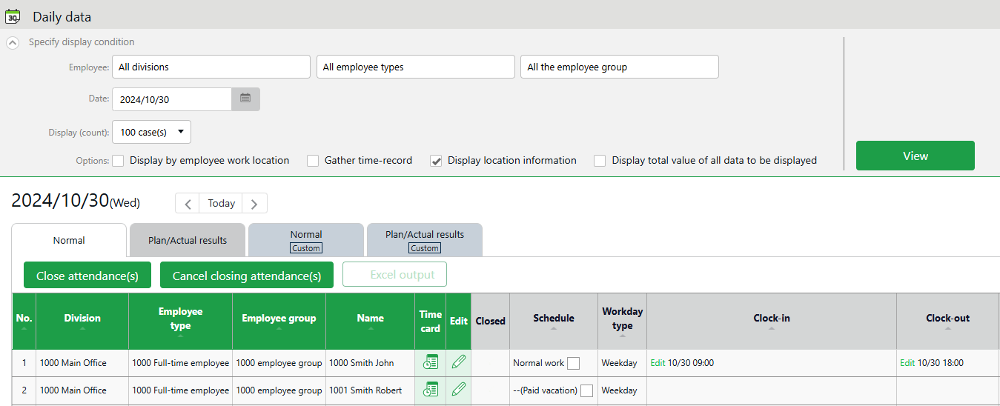 30 Daily data
Specify display condition
Employee: All divisions All employee types All the employee group
Date: 2024/10/30
Display (count): 100 case(s)
Options: Display by employee work location Gather time-record Display location information Display total value of all data to be displayed
View
2024/10/30(Wed) Today
Normal Plan/Actual results Normal Custom Plan/Actual results Custom
Close attendance(s) Cancel closing attendance(s) Excel output
No. Division Employee type Employee group Name Time card Edit Closed Schedule Workday type Clock-in Clock-out
1 1000 Main Office 1000 Full-time employee 1000 employee group 1000 Smith John Normal work Weekday Edit 10/30 09:00 Edit 10/30 18:00
2 1000 Main Office 1000 Full-time employee 1000 employee group 1001 Smith Robert --(Paid vacation) Weekday